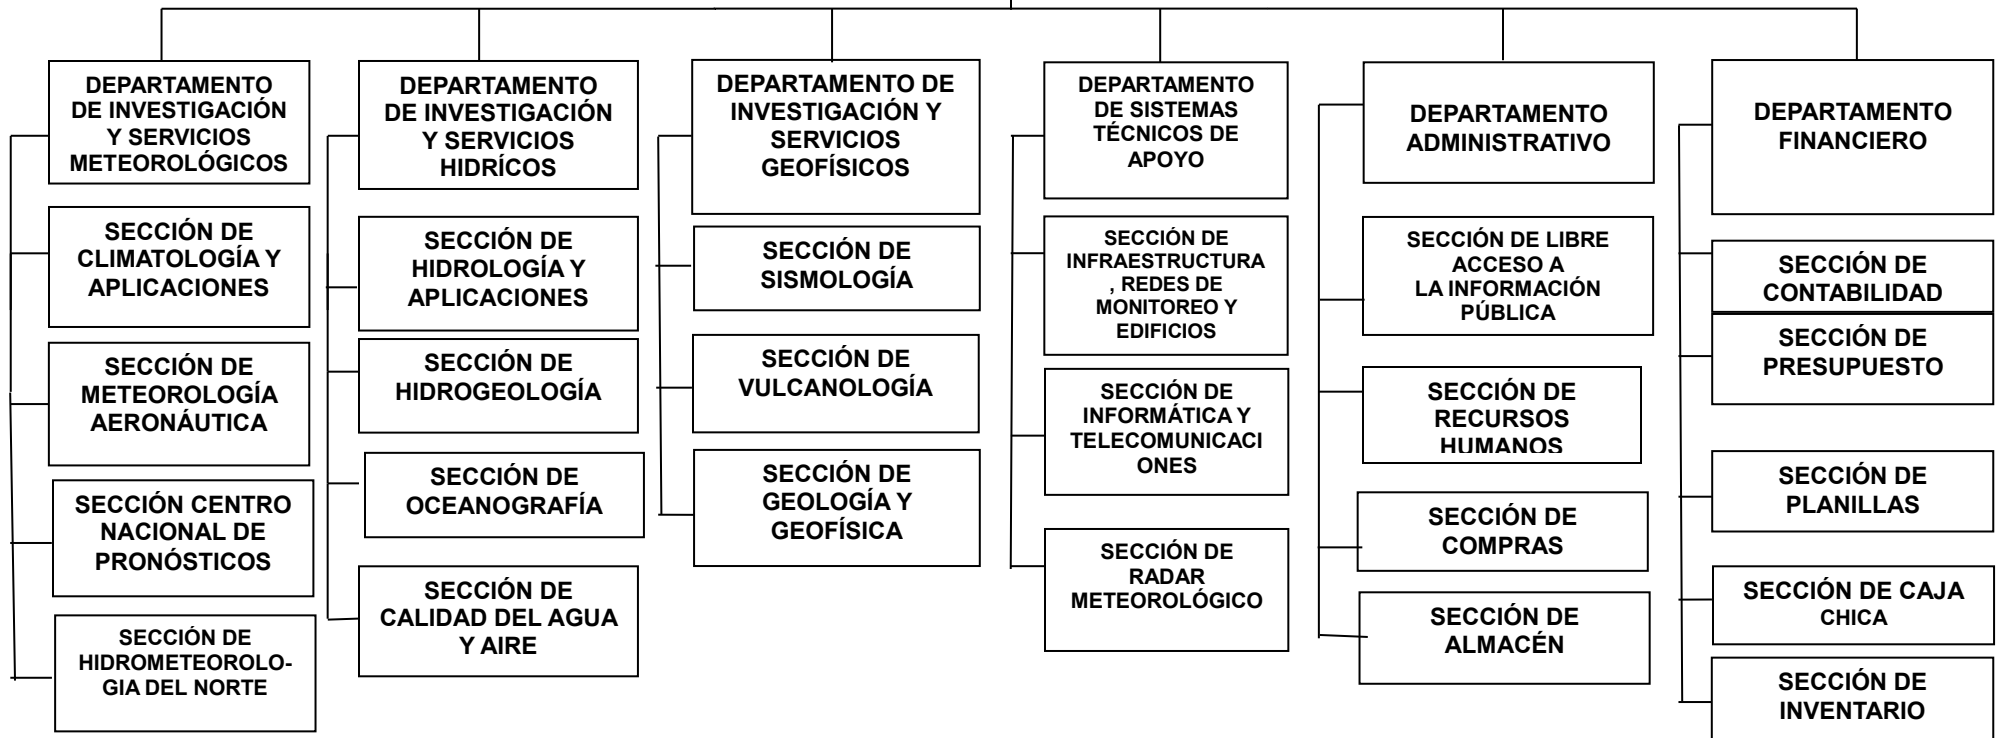 DEPARTAMENTO
DE INVESTIGACIÓN
Y SERVICIOS
METEOROLÓGICOS
SECCIÓN DE
CLIMATOLOGÍA Y
APLICACIONES
SECCIÓN DE
METEOROLOGÍA
AERONÁUTICA
SECCIÓN CENTRO
NACIONAL DE
PRONÓSTICOS
SECCIÓN DE
HIDROMETEOROLO-
GIA DEL NORTE
DEPARTAMENTO
DE INVESTIGACIÓN
Y SERVICIOS
HIDRÍCOS
SECCIÓN DE
HIDROLOGÍA Y
APLICACIONES
SECCIÓN DE
HIDROGEOLOGÍA
SECCIÓN DE
OCEANOGRAFÍA
SECCIÓN DE
CALIDAD DEL AGUA
Y AIRE
DEPARTAMENTO DE
INVESTIGACIÓN Y
SERVICIOS
GEOFÍSICOS
SECCIÓN DE
SISMOLOGÍA
SECCIÓN DE
VULCANOLOGÍA
SECCIÓN DE
GEOLOGÍA Y
GEOFÍSICA
DEPARTAMENTO
DE SISTEMAS
TÉCNICOS DE
APOYO
SECCIÓN DE
INFRAESTRUCTURA
, REDES DE
MONITOREO Y
EDIFICIOS
SECCIÓN DE
INFORMÁTICA Y
TELECOMUNICACI
ONES
SECCIÓN DE
RADAR
METEOROLÓGICO
DEPARTAMENTO
ADMINISTRATIVO
SECCIÓN DE LIBRE
ACCESO A
LA INFORMACIÓN
PÚBLICA
SECCIÓN DE
RECURSOS
HUMANOS
SECCIÓN DE
COMPRAS
SECCIÓN DE
ALMACÉN
DEPARTAMENTO
FINANCIERO
SECCIÓN DE
CONTABILIDAD
SECCIÓN DE
PRESUPUESTO
SECCIÓN DE
PLANILLAS
SECCIÓN DE CAJA
CHICA
SECCIÓN DE
INVENTARIO